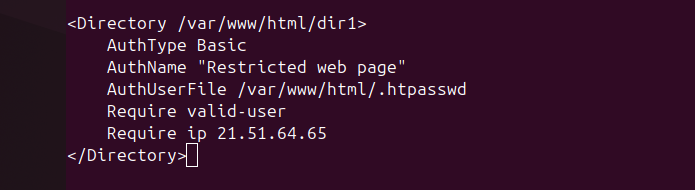 <Directory /var/www/html/dir1>
    AuthType Basic
    AuthName "Restricted web page"
    AuthUserFile /var/www/html/.htpasswd
    Require valid-user
    Require ip 21.51.64.65
</Directory>